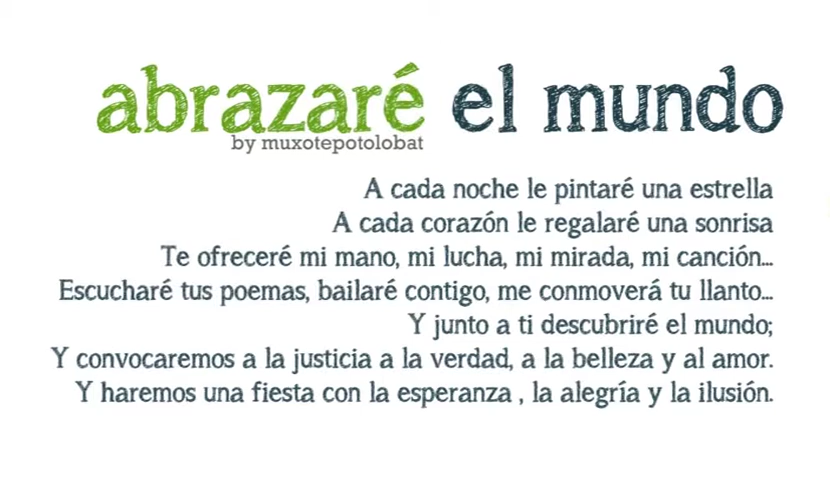 abrazaré el mundo
by muxotepotolobat
A cada noche le pintaré una estrella
A cada corazón le regalaré una sonrisa
Te ofreceré mi mano, mi lucha, mi mirada, mi canción...
Escucharé tus poemas, bailaré contigo, me conmoverá tu llanto...
Y junto a ti descubriré el mundo;
Y convocaremos a la justicia a la verdad, a la belleza y al amor.
Y haremos una fiesta con la esperanza , la alegría y la ilusión.